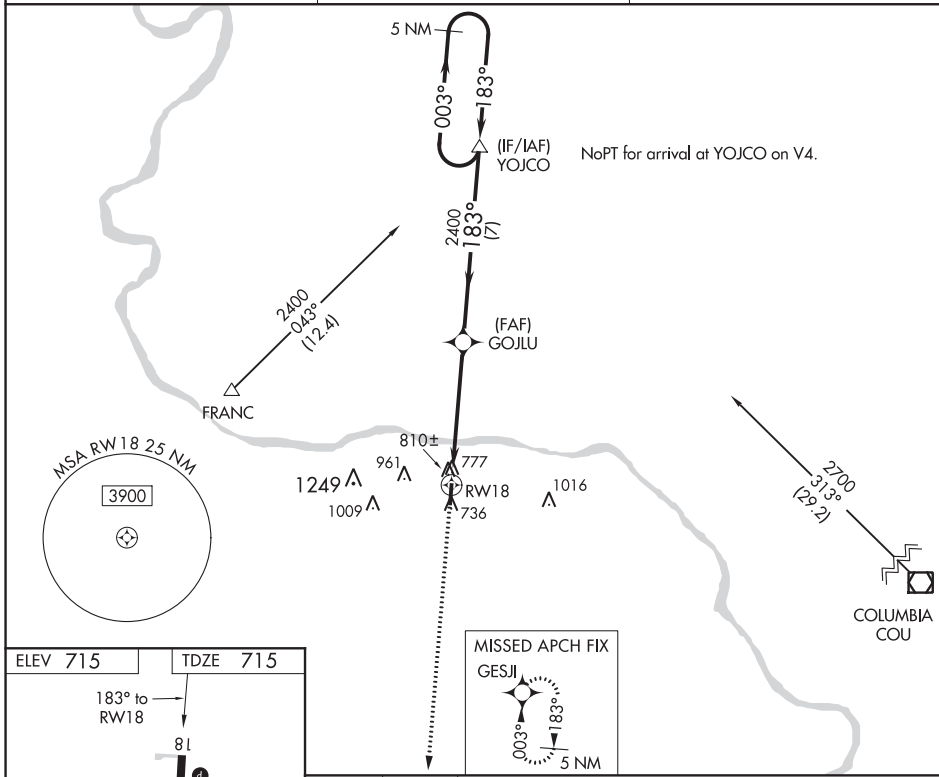 5 NM
003°
183°
(IF/IAF)
YOJCO
NoPT for arrival at YOJCO on V4.
2400
183°
(7)
2400
043°
(12.4)
(FAF)
GOJLU
FRANC
MSA RW18 25 NM
3900
810±
777
961
1249
RW18
1009
736
1016
2700
313°
(29.2)
COLUMBIA
COU
ELEV 715
TDZE 715
183° to
RW18
18
P
MISSED APCH FIX
GESJI
003°
183°
5 NM